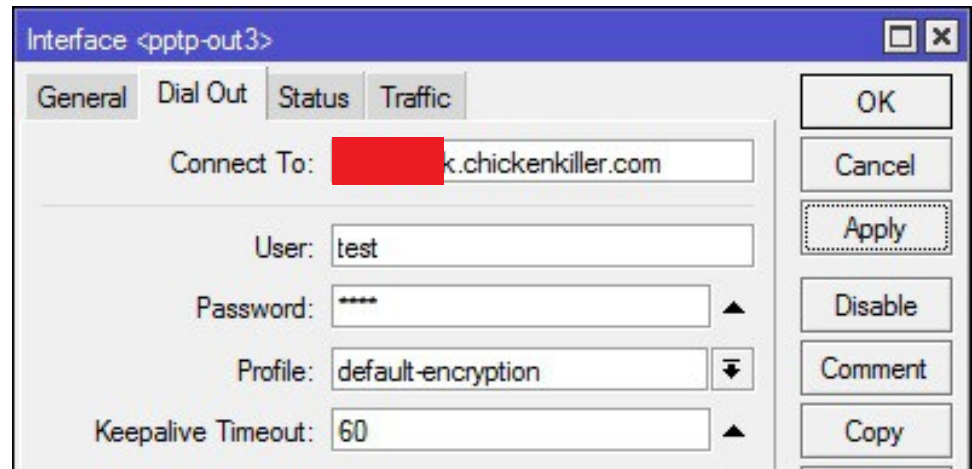 Interface <pptp-out3>
General Dial Out Status Traffic
OK
Connect To: k.chickenkiller.com
Cancel
User: test
Apply
Password: ****
Disable
Profile: default-encryption
Comment
Keepalive Timeout: 60
Copy